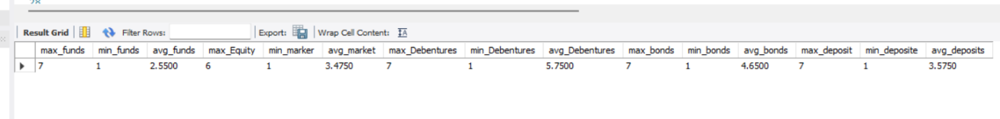 28
Result Grid Filter Rows: Export: Wrap Cell Content: IA
max_funds min_funds avg_funds max_Equity min_marker avg_market max_Debentures min_Debentures avg_Debentures max_bonds min_bonds avg_bonds max_deposit min_deposite avg_deposits
7 1 2.5500 6 1 3.4750 7 1 5.7500 7 1 4.6500 7 1 3.5750